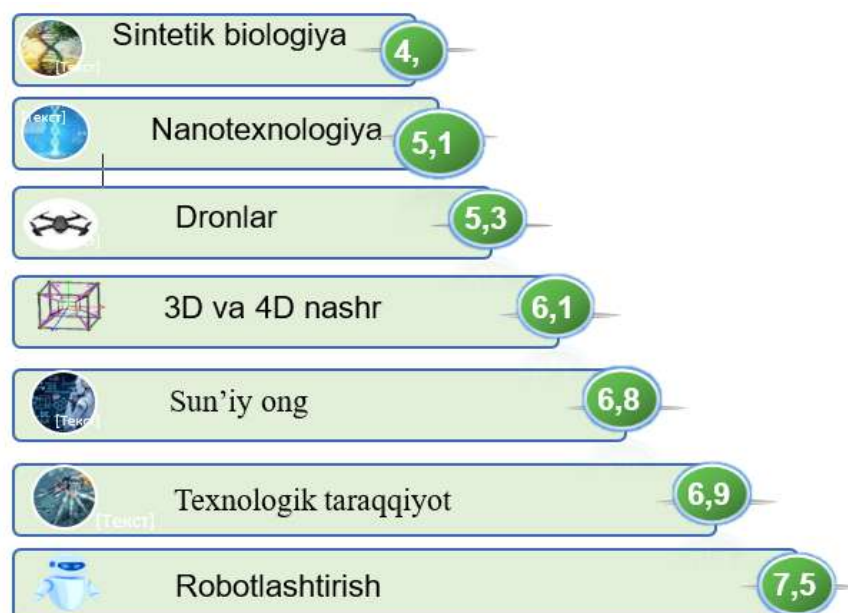 Sintetik biologiya
4,
[Текст]
[Текст]
Nanotexnologiya
5,1
Dronlar
5,3
3D va 4D nashr
6,1
Sun’iy ong
6,8
[Текст]
Texnologik taraqqiyot
6,9
[Текст]
Robotlashtirish
7,5